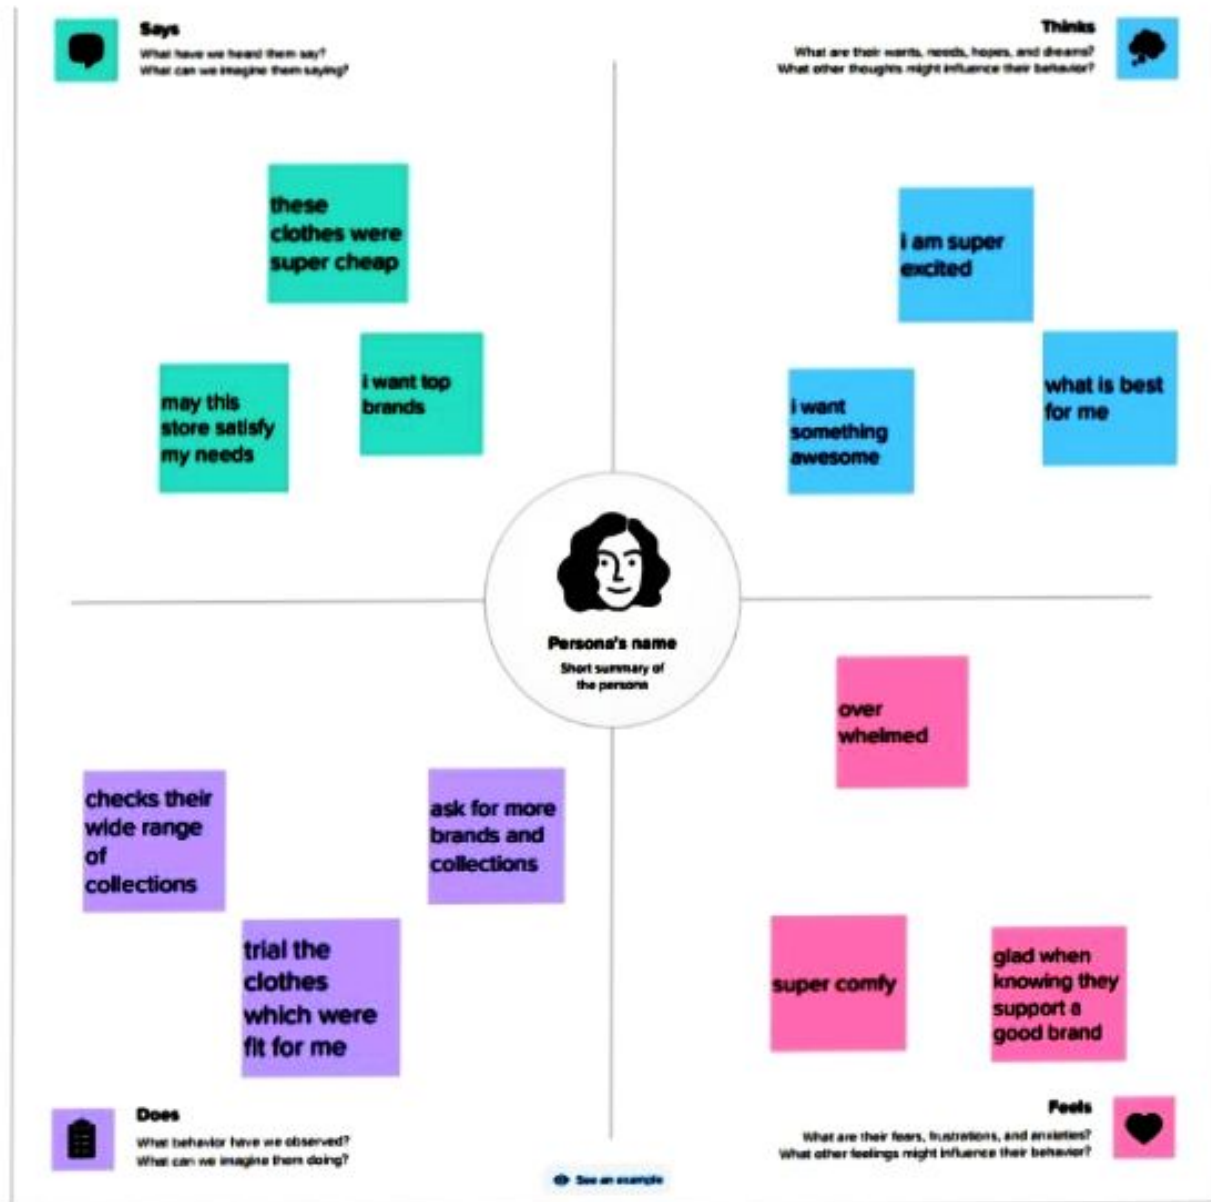 Says
What have we heard them say?
What can we imagine them saying?
Thinks
What are their wants, needs, hopes, and dreams?
What other thoughts might influence their behavior?
these
clothes were
super cheap
may this
store satisfy
my needs
i want top
brands
i am super
excited
i want
something
awesome
what is best
for me
Persona's name
Short summary of
the persona
checks their
wide range
of
collections
ask for more
brands and
collections
trial the
clothes
which were
fit for me
over
whelmed
super comfy
glad when
knowing they
support a
good brand
Does
What behavior have we observed?
What can we imagine them doing?
Feels
What are their fears, frustrations, and anxieties?
What other feelings might influence their behavior?
See an example